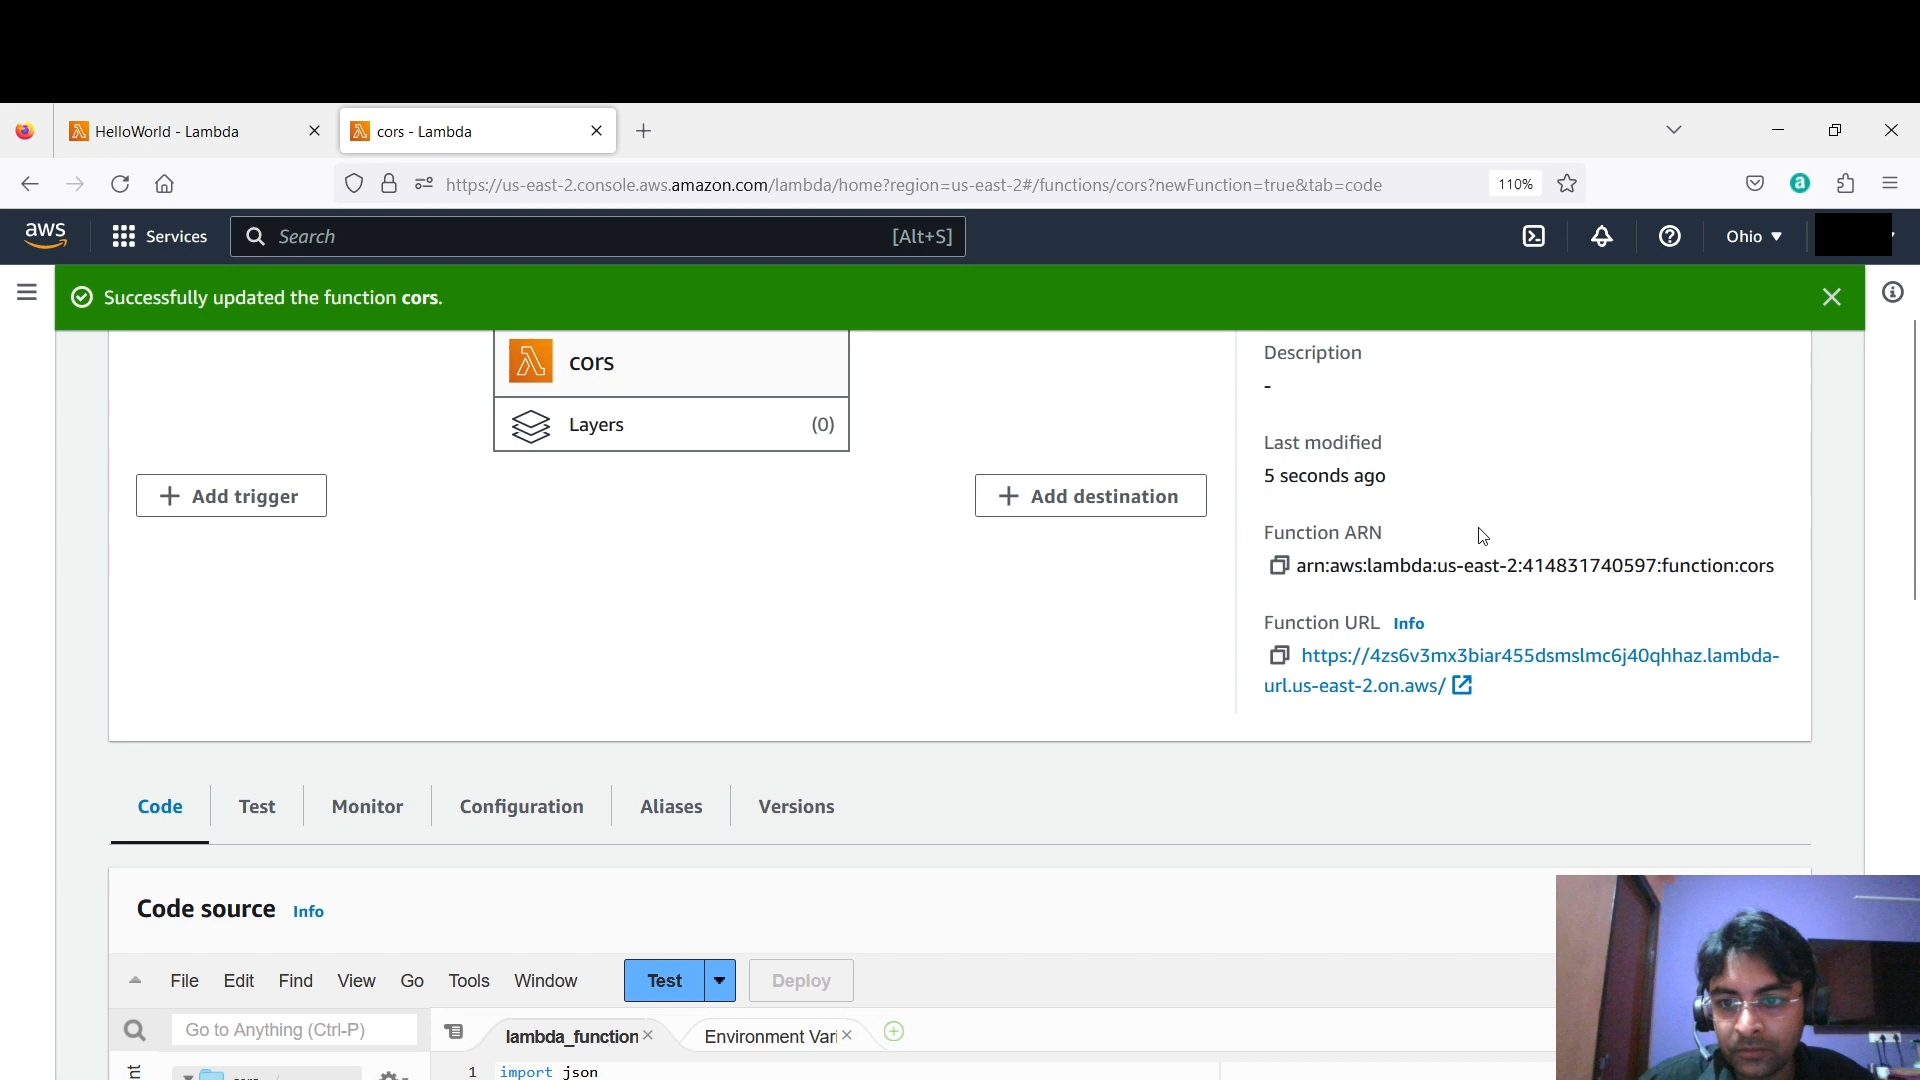 HelloWorld - Lambda
cors - Lambda
https://us-east-2.console.aws.amazon.com/lambda/home?region=us-east-2#/functions/cors?newFunction=true&tab=code
110%
a
aws
Services
Search
[Alt+S]
Ohio
Successfully updated the function cors.
cors
Layers
(0)
Add trigger
Add destination
Description
-
Last modified
5 seconds ago
Function ARN
arn:aws:lambda:us-east-2:414831740597:function:cors
Function URL Info
https://4zs6v3mx3biar455dsmslmc6j40qhhaz.lambda-
url.us-east-2.on.aws/
Code
Test
Monitor
Configuration
Aliases
Versions
Code source Info
File
Edit
Find
View
Go
Tools
Window
Test
Deploy
Go to Anything (Ctrl-P)
lambda_function
Environment Vari
1 import json